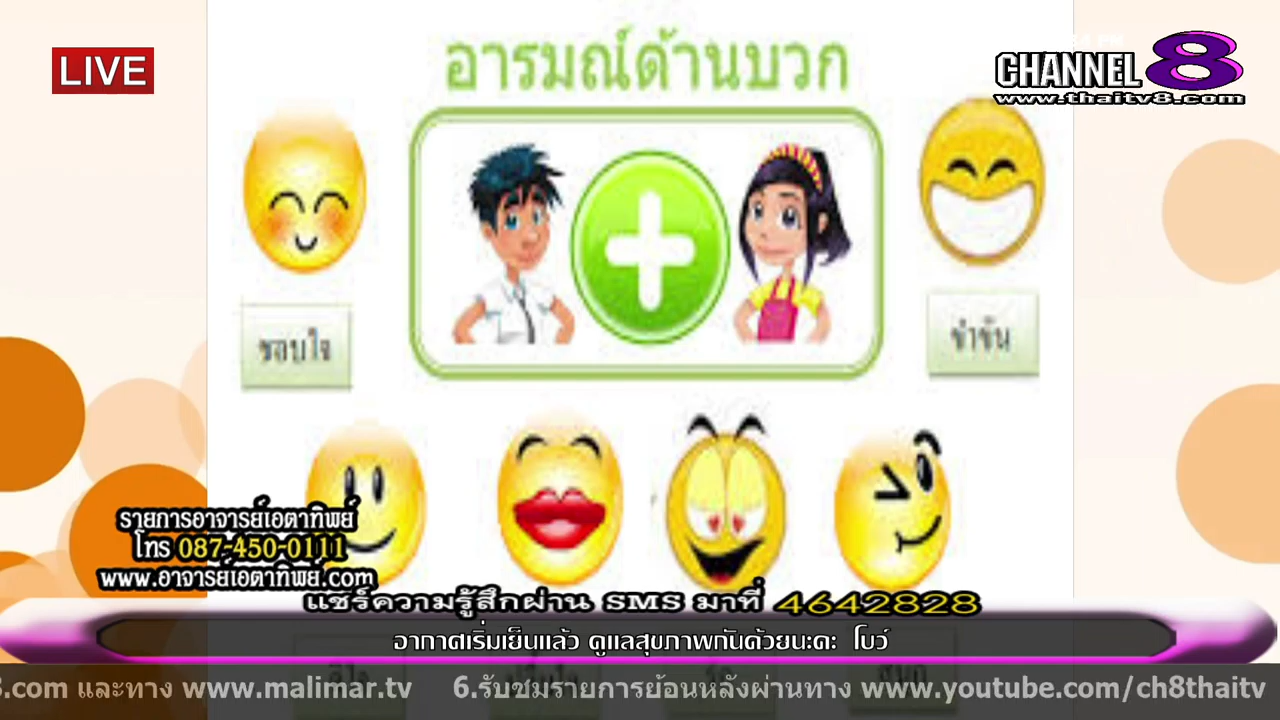 LIVE
CHANNEL 8
www.thaitv8.com
อารมณ์ด้านบวก
ชอบใจ
ขำขัน
รายการอาจารย์เอตาทิพย์
โทร 087-450-0111
www.อาจารย์เอตาทิพย์.com
แชร์ความรู้สึกผ่าน SMS มาที่ 4642828
อากาศเริ่มเย็นแล้ว ดูแลสุขภาพกันด้วยนะคะ โบว์
3.com และทาง www.malimar.tv 6.รับชมรายการย้อนหลังผ่านทาง www.youtube.com/ch8thaitv